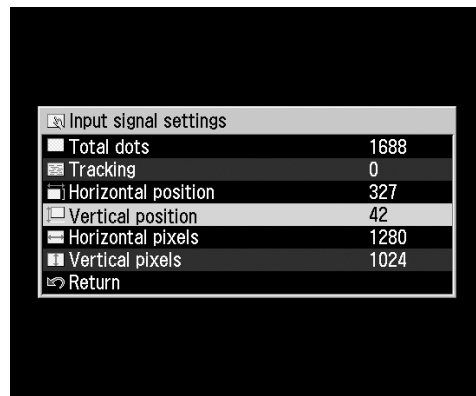 Input signal settings
Total dots 1688
Tracking 0
Horizontal position 327
Vertical position 42
Horizontal pixels 1280
Vertical pixels 1024
Return